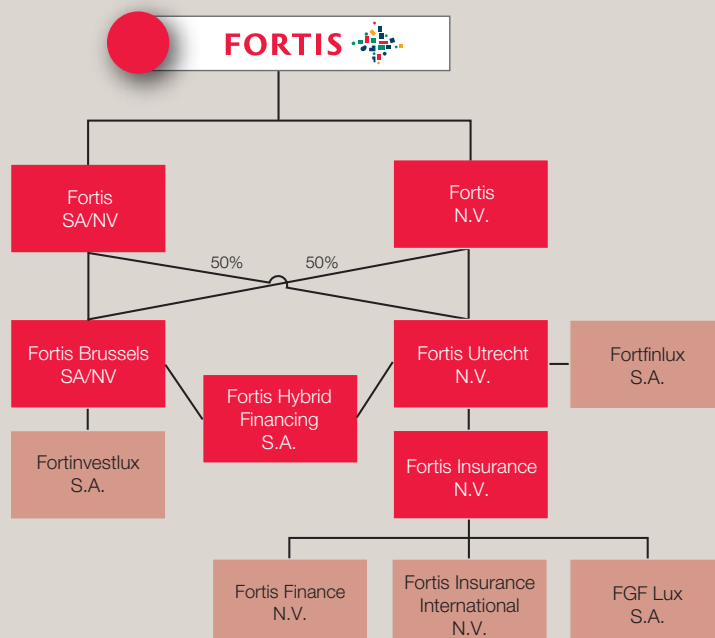 FORTIS
Fortis
SA/NV
Fortis
N.V.
50%
50%
Fortis Brussels
SA/NV
Fortis Utrecht
N.V.
Fortfinlux
S.A.
Fortis Hybrid
Financing
S.A.
Fortinvestlux
S.A.
Fortis Insurance
N.V.
Fortis Finance
N.V.
Fortis Insurance
International
N.V.
FGF Lux
S.A.